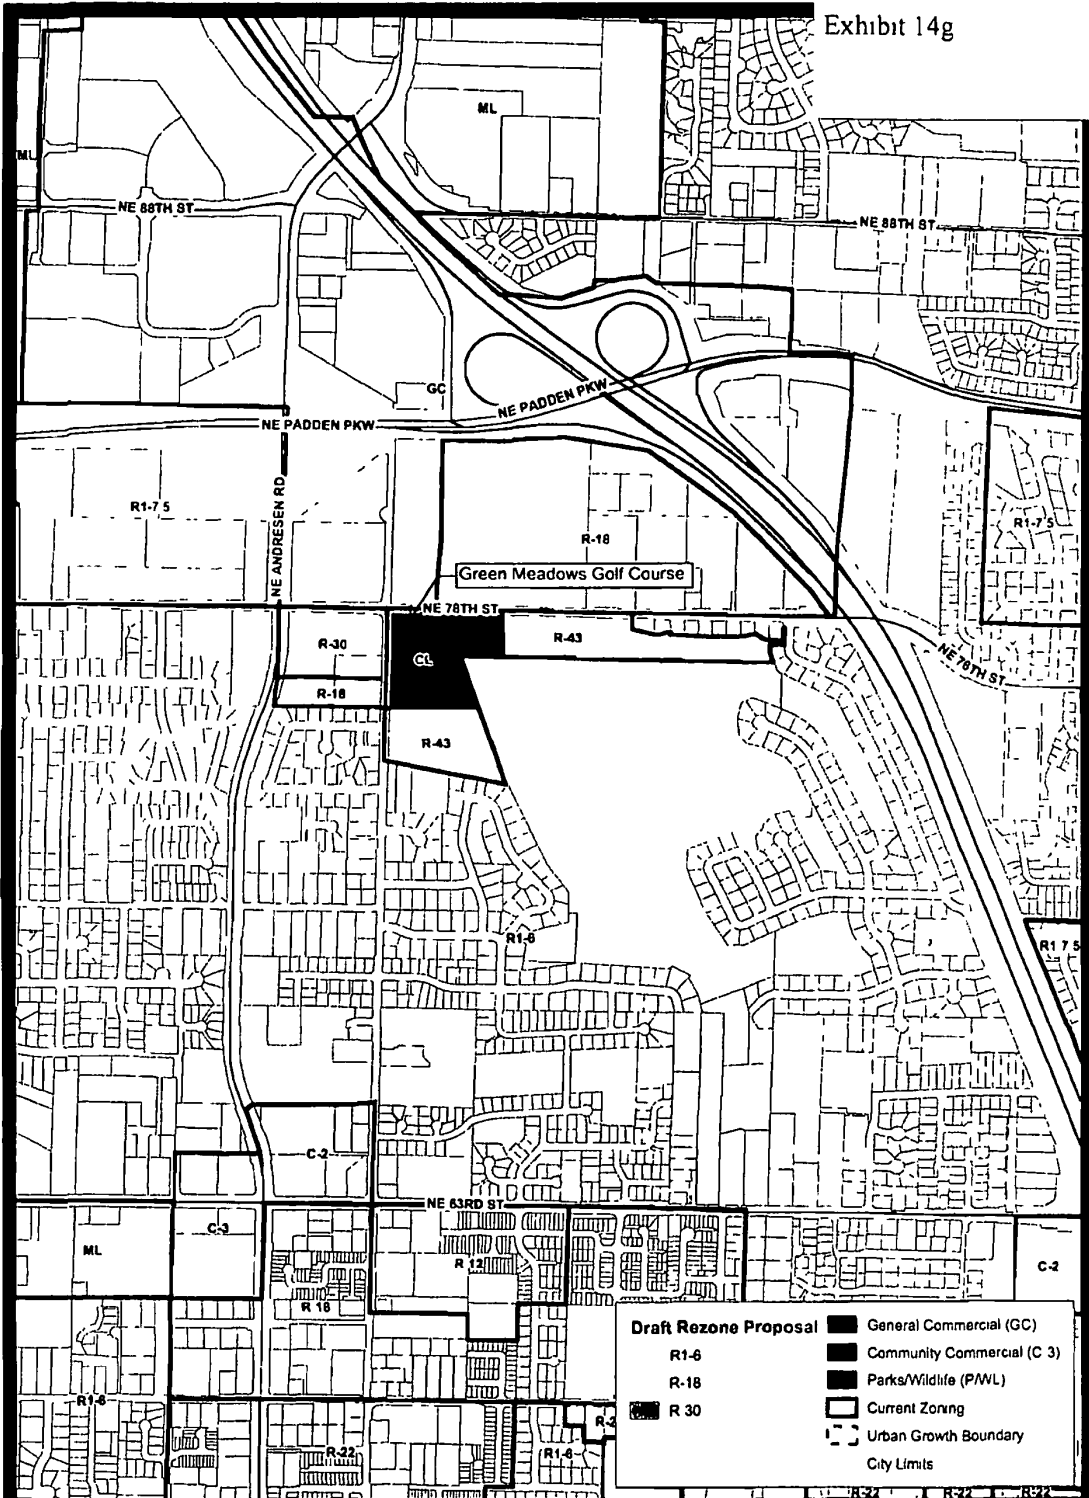 Exhibit 14g
ML
ML
NE 88TH ST
NE 88TH ST
GC
NE PADDEN PKW
NE PADDEN PKW
NE ANDRESEN RD
R1-7 5
R-18
R1-7 5
Green Meadows Golf Course
NE 78TH ST
R-30
CL
R-43
NE 78TH ST
R-18
R-43
R1-6
R1 7 5
C-2
NE 63RD ST
C-3
ML
R 12
C-2
R 18
Draft Rezone Proposal
R1-6
R-18
R 30
General Commercial (GC)
Community Commercial (C 3)
Parks/Wildlife (P/WL)
Current Zoning
Urban Growth Boundary
City Limits
R1-6
R-22
R1-6
R-22
R-22
R-22